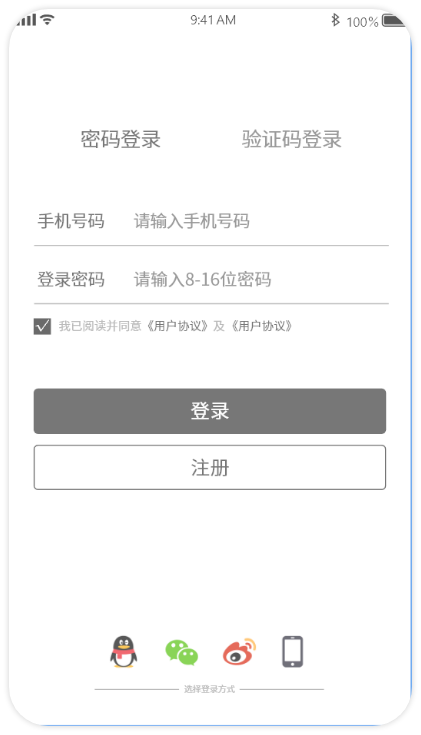 9:41 AM 100%
密码登录 验证码登录
手机号码 请输入手机号码
登录密码 请输入8-16位密码
我已阅读并同意《用户协议》及《用户协议》
登录
注册
选择登录方式